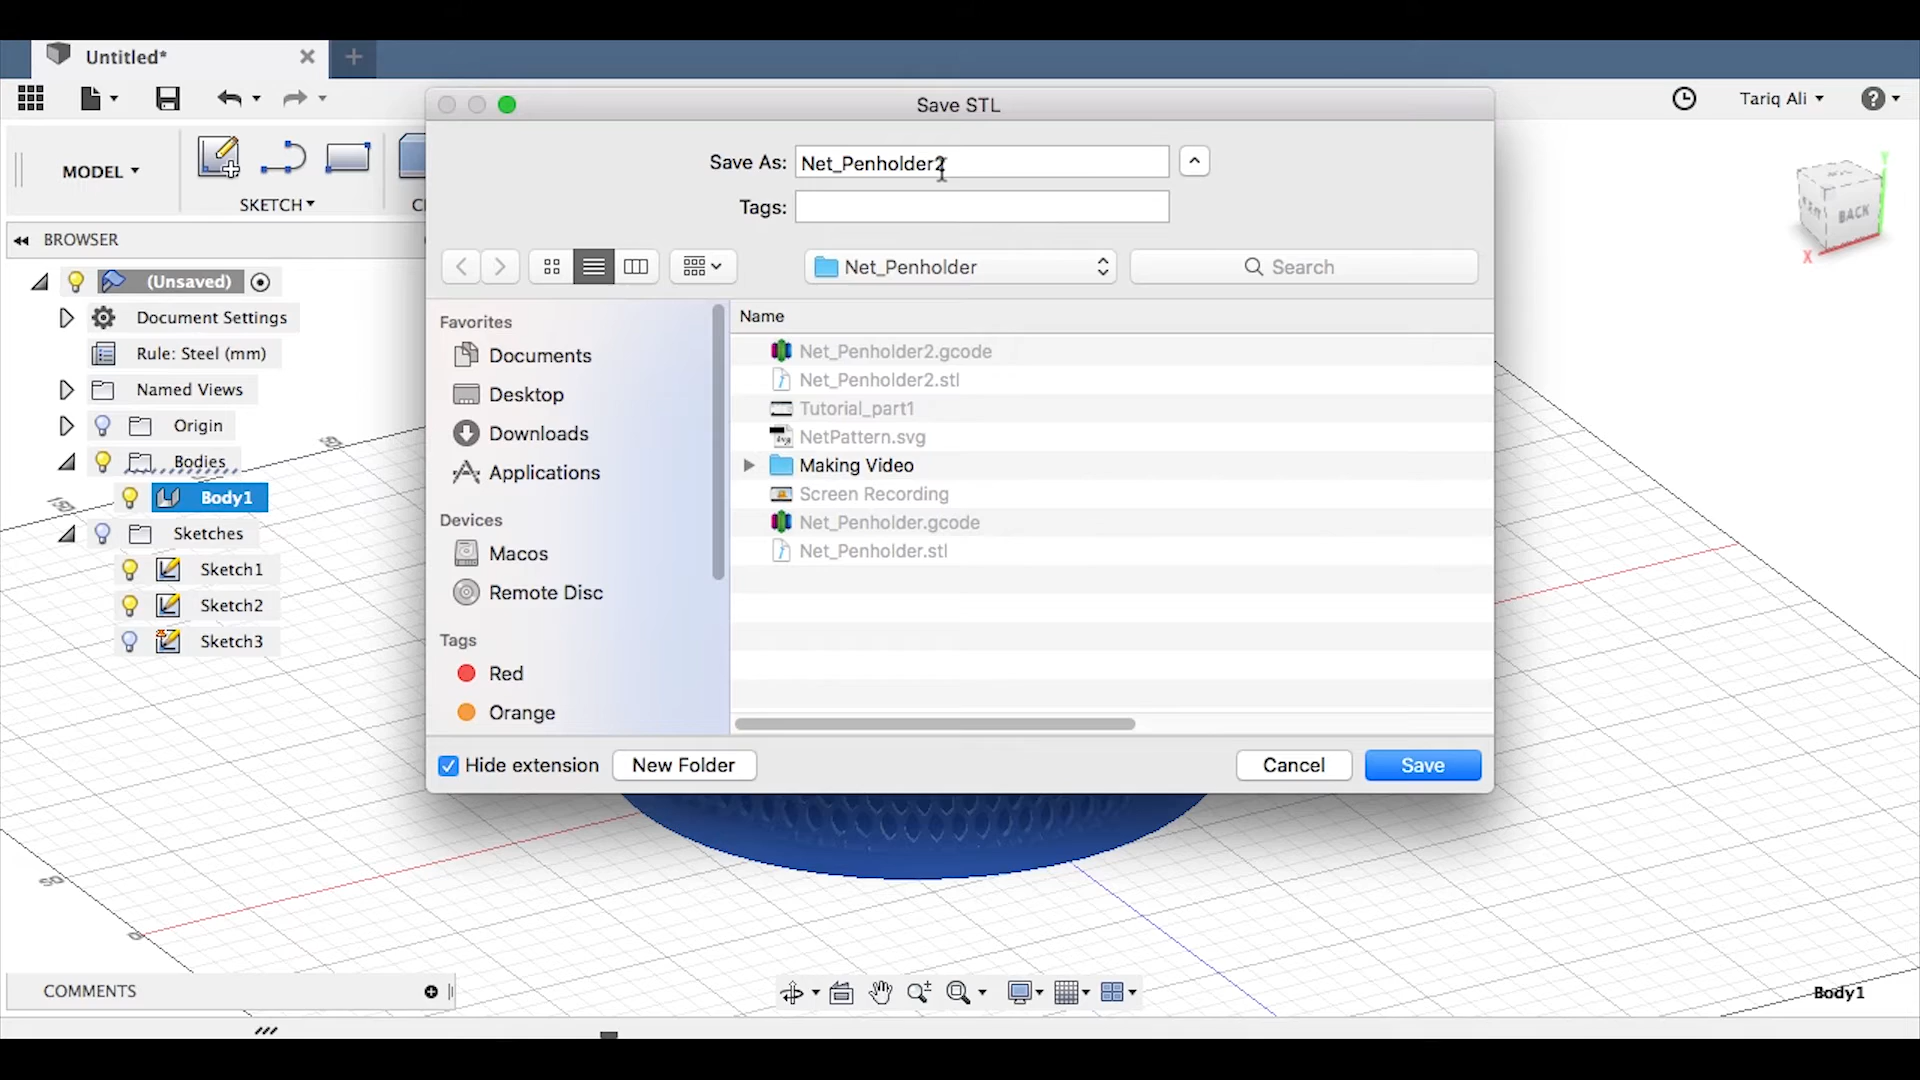 Untitled*
Tariq Ali
?
MODEL
SKETCH
BROWSER
(Unsaved)
Document Settings
Rule: Steel (mm)
Named Views
Origin
Bodies
Body1
Sketches
Sketch1
Sketch2
Sketch3
COMMENTS
Save STL
Save As: Net_Penholder2
Tags:
Net_Penholder
Search
Favorites
Documents
Desktop
Downloads
Applications
Devices
Macos
Remote Disc
Tags
Red
Orange
Name
Net_Penholder2.gcode
Net_Penholder2.stl
Tutorial_part1
NetPattern.svg
Making Video
Screen Recording
Net_Penholder.gcode
Net_Penholder.stl
Hide extension
New Folder
Cancel
Save
BACK
Y
X
50
50
0
Body1